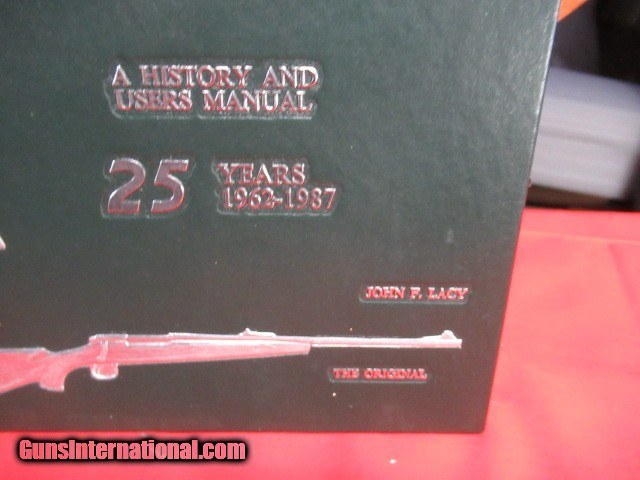 A HISTORY AND
USERS MANUAL
25 YEARS
1962-1987
JOHN F. LACY
THE ORIGINAL
GunsInternational.com